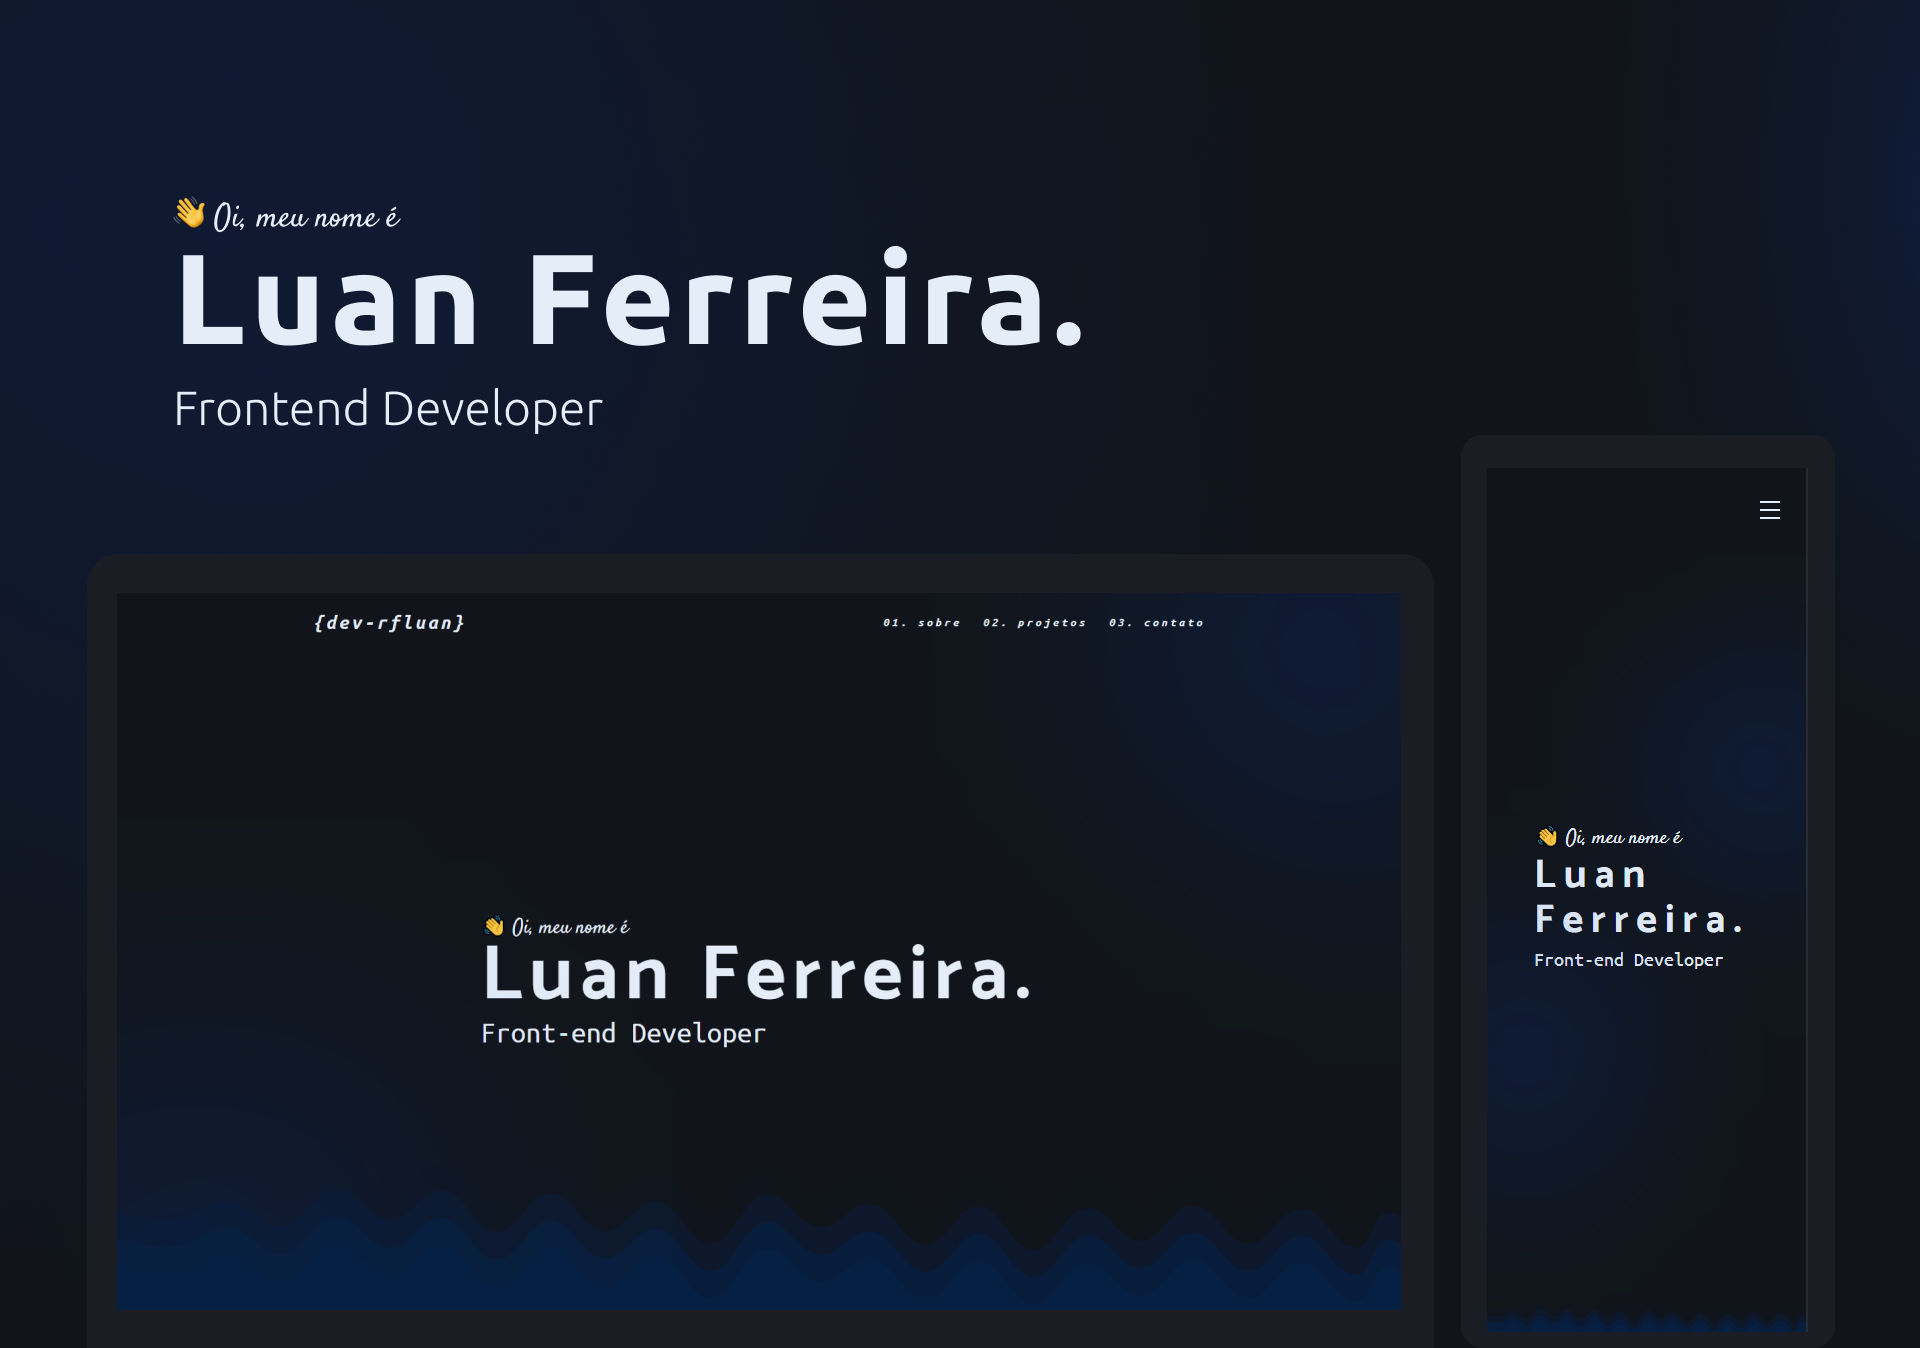 👋 Oi, meu nome é
Luan Ferreira.
Frontend Developer
{dev-rfluan}
01. sobre 02. projetos 03. contato
👋 Oi, meu nome é
Luan Ferreira.
Front-end Developer
👋 Oi, meu nome é
Luan
Ferreira.
Front-end Developer